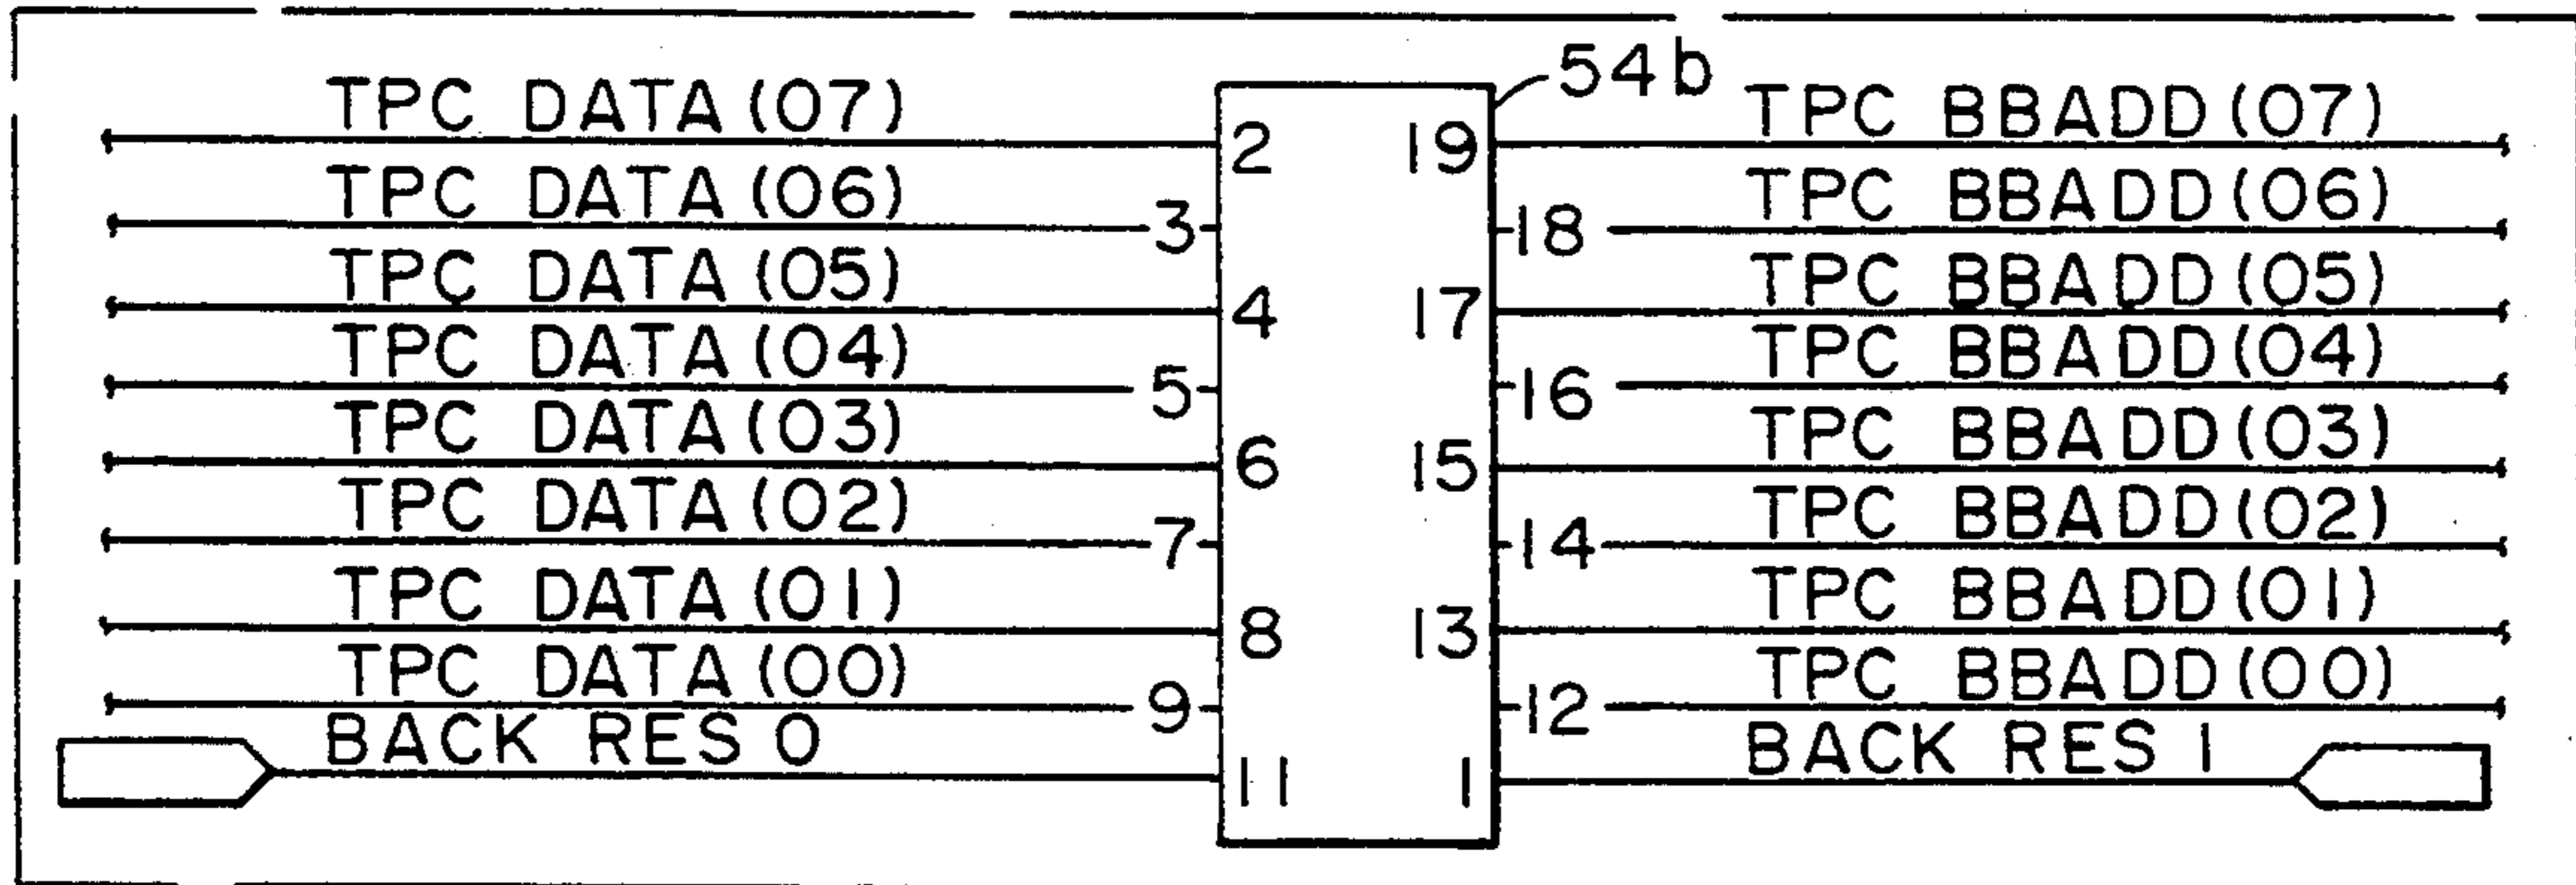 54b
TPC DATA(07) 2 19 TPC BBADD(07)
TPC DATA(06) 3 18 TPC BBADD(06)
TPC DATA(05) 4 17 TPC BBADD(05)
TPC DATA(04) 5 16 TPC BBADD(04)
TPC DATA(03) 6 15 TPC BBADD(03)
TPC DATA(02) 7 14 TPC BBADD(02)
TPC DATA(01) 8 13 TPC BBADD(01)
TPC DATA(00) 9 12 TPC BBADD(00)
BACK RES 0 11 1 BACK RES 1